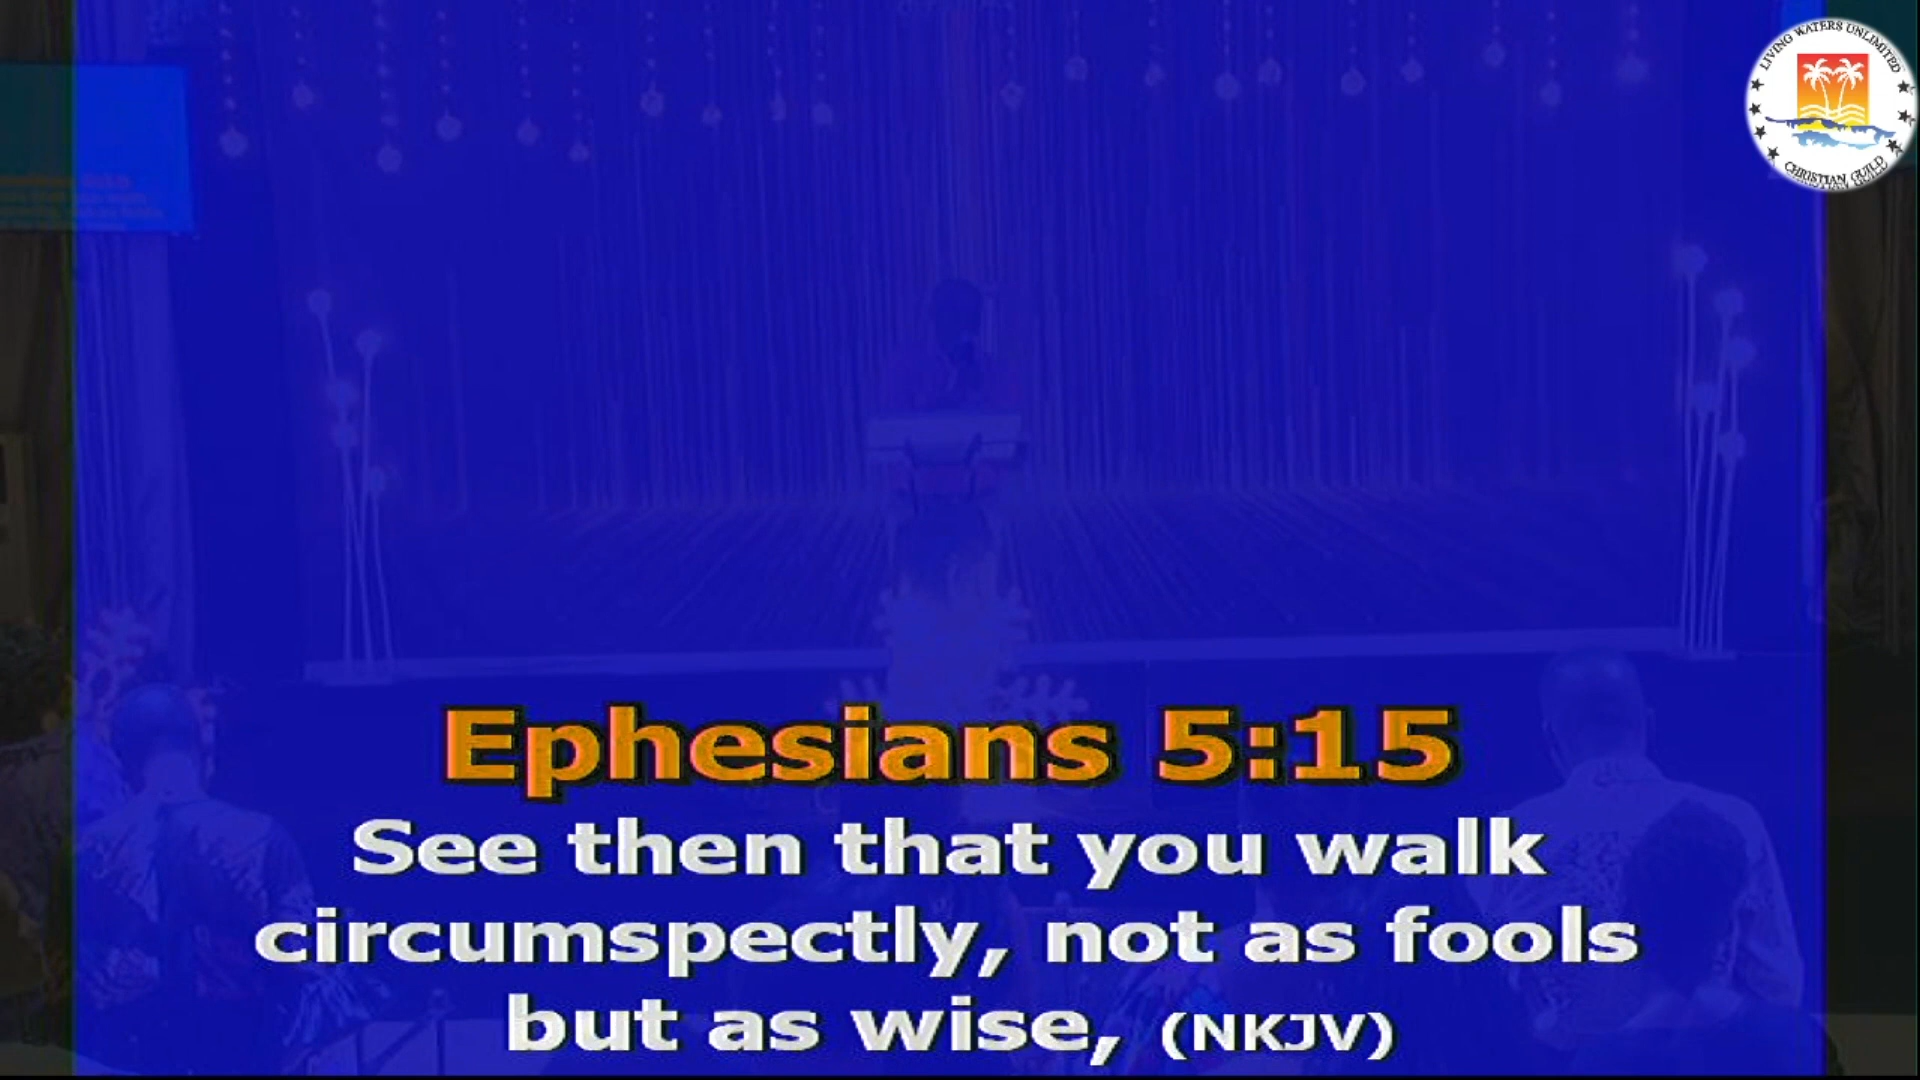 LIVING WATERS UNLIMITED
CHRISTIAN GUILD
Ephesians 5:15
See then that you walk
circumspectly, not as fools
but as wise, (NKJV)